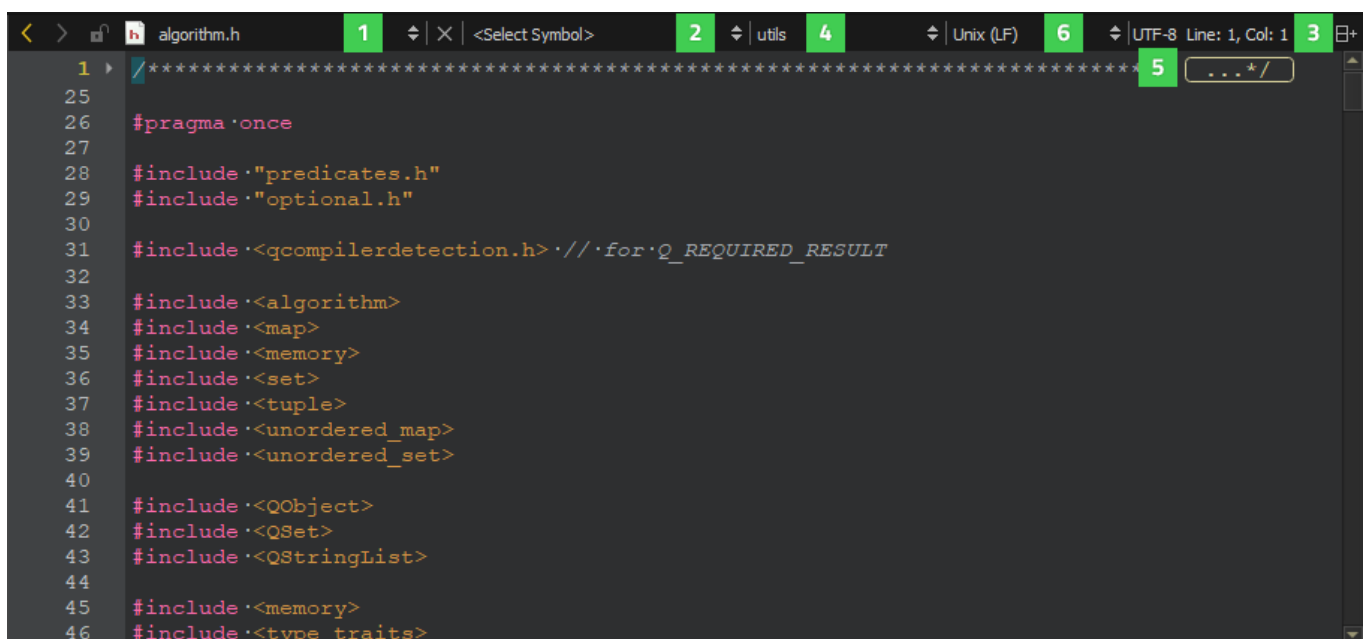 algorithm.h 1 <Select Symbol> 2 utils 4 Unix (LF) 6 UTF-8 Line: 1, Col: 1 3
1 /************************************************************************** 5 ...*/
25
26 #pragma·once
27
28 #include·"predicates.h"
29 #include·"optional.h"
30
31 #include·<qcompilerdetection.h>·//·for·Q_REQUIRED_RESULT
32
33 #include·<algorithm>
34 #include·<map>
35 #include·<memory>
36 #include·<set>
37 #include·<tuple>
38 #include·<unordered_map>
39 #include·<unordered_set>
40
41 #include·<QObject>
42 #include·<QSet>
43 #include·<QStringList>
44
45 #include·<memory>
46 #include·<type_traits>